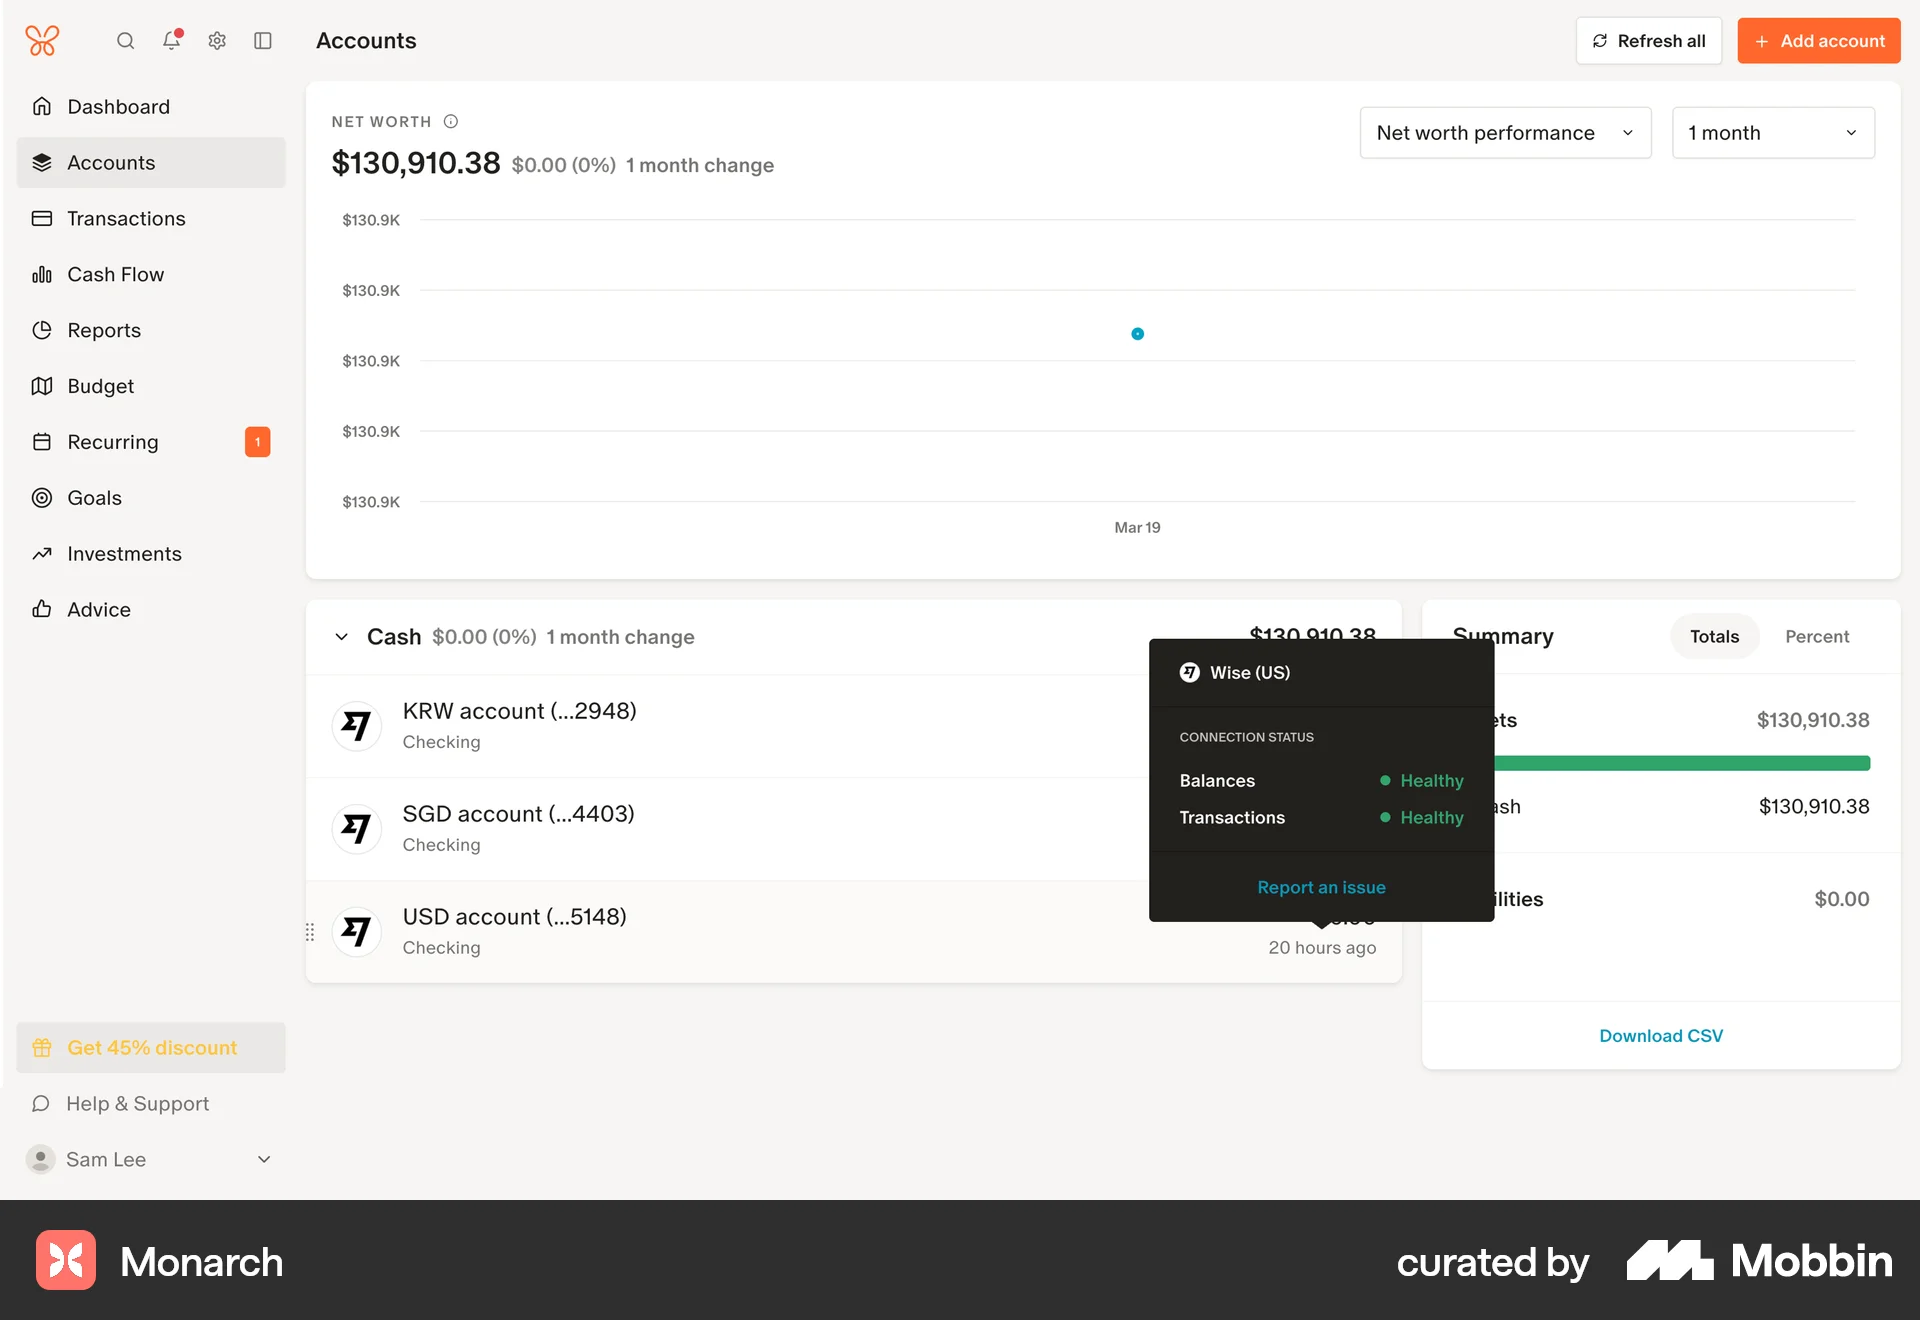 Accounts
Refresh all
Add account
Dashboard
Accounts
Transactions
Cash Flow
Reports
Budget
Recurring
1
Goals
Investments
Advice
Get 45% discount
Help & Support
Sam Lee
NET WORTH
$130,910.38 $0.00 (0%) 1 month change
Net worth performance
1 month
$130.9K
$130.9K
$130.9K
$130.9K
$130.9K
Mar 19
Cash $0.00 (0%) 1 month change
$130,910.38
KRW account (...2948)
Checking
SGD account (...4403)
Checking
USD account (...5148)
Checking
20 hours ago
Wise (US)
CONNECTION STATUS
Balances Healthy
Transactions Healthy
Report an issue
Summary
Totals
Percent
$130,910.38
$130,910.38
$0.00
Download CSV
Monarch
curated by Mobbin